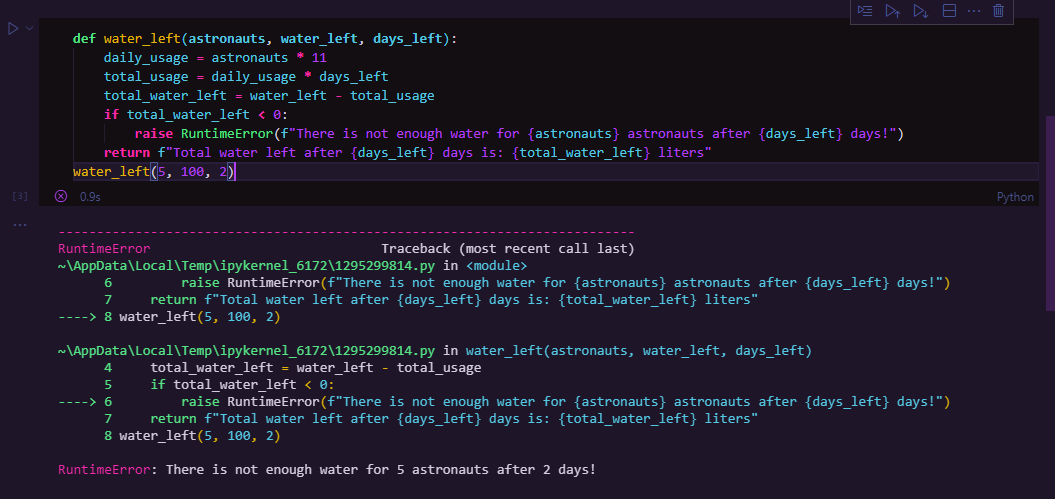 def water_left(astronauts, water_left, days_left):
    daily_usage = astronauts * 11
    total_usage = daily_usage * days_left
    total_water_left = water_left - total_usage
    if total_water_left < 0:
        raise RuntimeError(f"There is not enough water for {astronauts} astronauts after {days_left} days!")
    return f"Total water left after {days_left} days is: {total_water_left} liters"
water_left(5, 100, 2)
[3] 0.9s Python
...
---------------------------------------------------------------------------
RuntimeError                              Traceback (most recent call last)
~\AppData\Local\Temp\ipykernel_6172\1295299814.py in <module>
      6         raise RuntimeError(f"There is not enough water for {astronauts} astronauts after {days_left} days!")
      7     return f"Total water left after {days_left} days is: {total_water_left} liters"
----> 8 water_left(5, 100, 2)

~\AppData\Local\Temp\ipykernel_6172\1295299814.py in water_left(astronauts, water_left, days_left)
      4     total_water_left = water_left - total_usage
      5     if total_water_left < 0:
----> 6         raise RuntimeError(f"There is not enough water for {astronauts} astronauts after {days_left} days!")
      7     return f"Total water left after {days_left} days is: {total_water_left} liters"
      8 water_left(5, 100, 2)

RuntimeError: There is not enough water for 5 astronauts after 2 days!